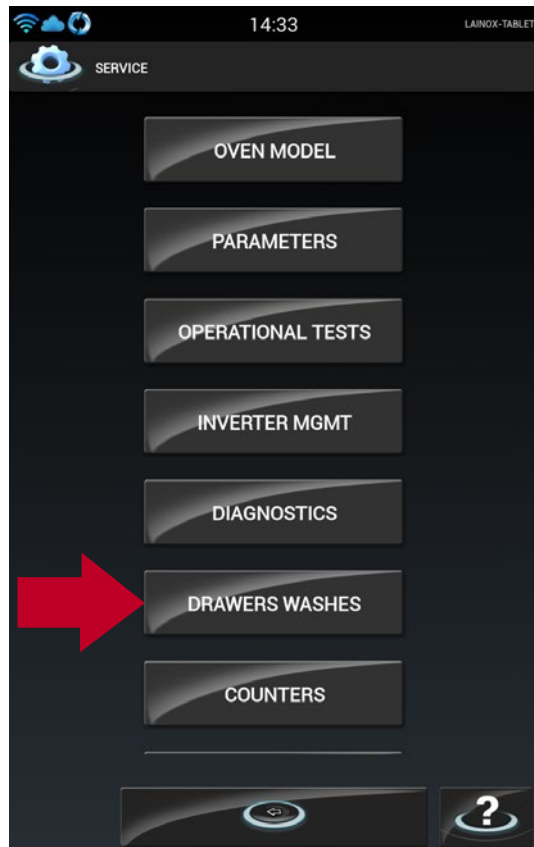 14:33
LAINOX-TABLET
SERVICE
OVEN MODEL
PARAMETERS
OPERATIONAL TESTS
INVERTER MGMT
DIAGNOSTICS
DRAWERS WASHES
COUNTERS
?